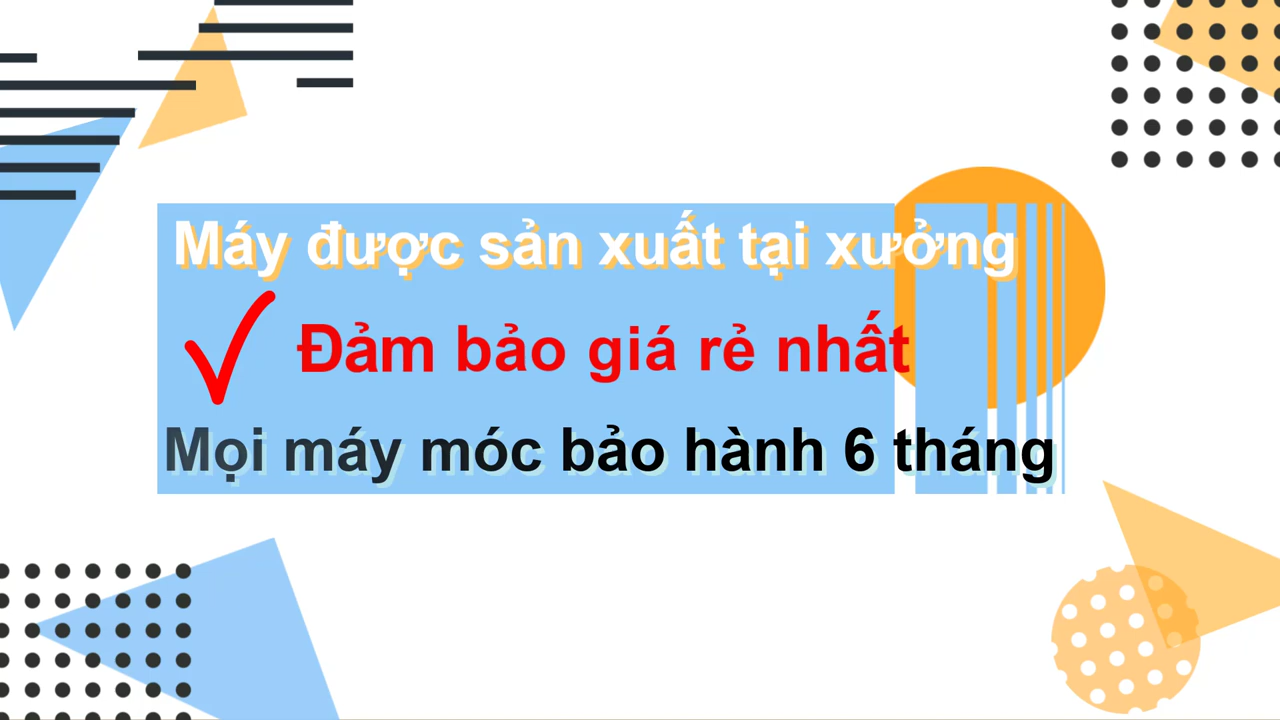 Máy được sản xuất tại xưởng
Đảm bảo giá rẻ nhất
Mọi máy móc bảo hành 6 tháng